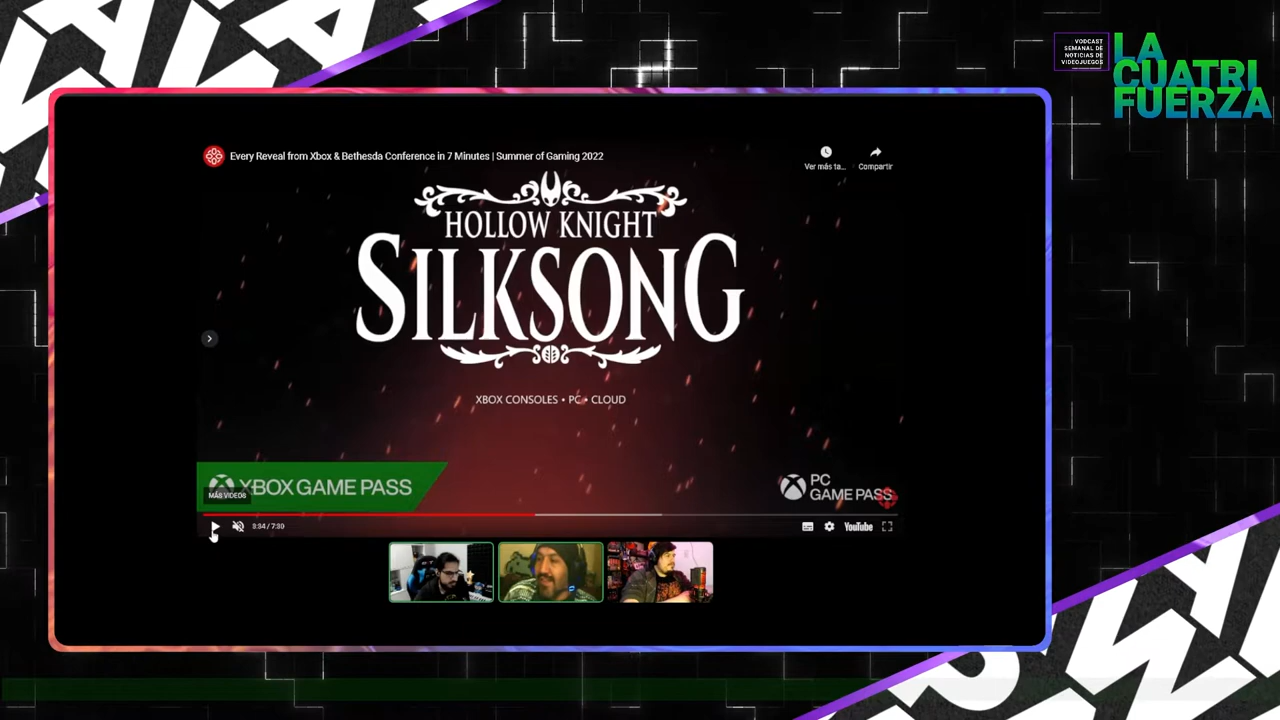 VODCAST
SEMANAL DE
NOTICIAS DE
VIDEOJUEGOS
LA
CUATRI
FUERZA
Every Reveal from Xbox & Bethesda Conference in 7 Minutes | Summer of Gaming 2022
Ver más ta...
Compartir
HOLLOW KNIGHT
SILKSONG
XBOX CONSOLES • PC • CLOUD
XBOX GAME PASS
PC
GAME PASS
MÁS VIDEOS
3:34 / 7:30
YouTube